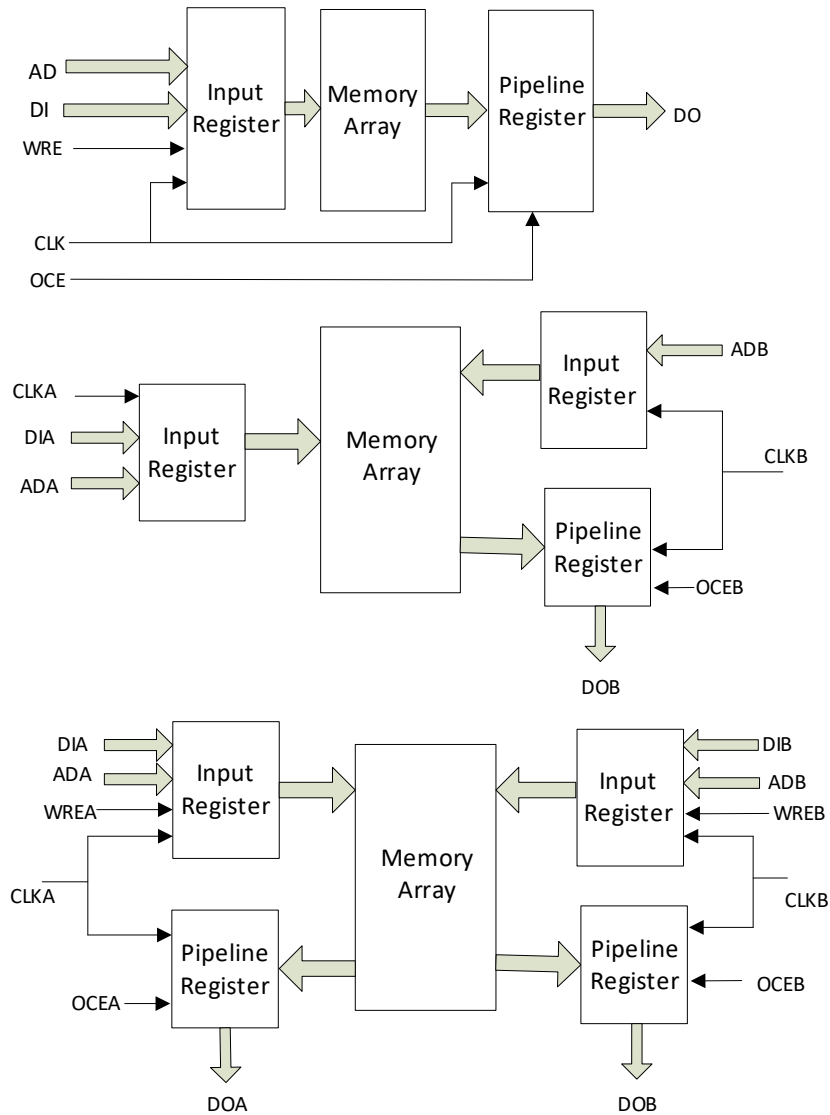 AD
DI
WRE
CLK
OCE
Input
Register
Memory
Array
Pipeline
Register
DO
CLKA
DIA
ADA
Input
Register
Memory
Array
Input
Register
ADB
CLKB
Pipeline
Register
OCEB
DOB
DIA
ADA
WREA
CLKA
OCEA
Input
Register
Pipeline
Register
DOA
Memory
Array
Input
Register
DIB
ADB
WREB
CLKB
Pipeline
Register
OCEB
DOB